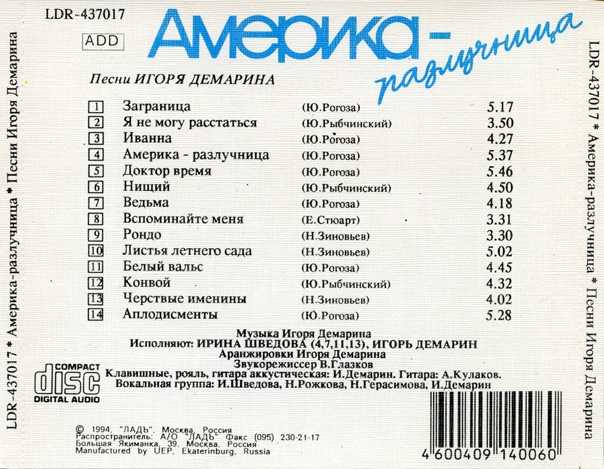 LDR-437017
ADD
Америка-
разлучница
Песни ИГОРЯ ДЕМАРИНА
1 Заграница (Ю.Рогоза) 5.17
2 Я не могу расстаться (Ю.Рыбчинский) 3.50
3 Иванна (Ю.Рогоза) 4.27
4 Америка - разлучница (Ю.Рогоза) 5.37
5 Доктор время (Ю.Рогоза) 5.46
6 Нищий (Ю.Рыбчинский) 4.50
7 Ведьма (Ю.Рогоза) 4.18
8 Вспоминайте меня (Е.Стюарт) 3.31
9 Рондо (Н.Зиновьев) 3.30
10 Листья летнего сада (Н.Зиновьев) 5.02
11 Белый вальс (Ю.Рогоза) 4.45
12 Конвой (Ю.Рыбчинский) 4.32
13 Черствые именины (Н.Зиновьев) 4.02
14 Аплодисменты (Ю.Рогоза) 5.28
Музыка Игоря Демарина
Исполняют: ИРИНА ШВЕДОВА (4,7,11,13), ИГОРЬ ДЕМАРИН
Аранжировки Игоря Демарина
Звукорежиссер В.Глазков
Клавишные, рояль, гитара аккустическая: И.Демарин. Гитара: А.Кулаков.
Вокальная группа: И.Шведова, Н.Рожкова, Н.Герасимова, И.Демарин
COMPACT
disc
DIGITAL AUDIO
© 1994, "ЛАДЪ", Москва, Россия
Распространитель: А/О "ЛАДЪ" Факс (095) 230-21-17
Большая Якиманка, 39. Москва, Россия
Manufactured by UEP, Ekaterinburg, Russia
4600409140060
LDR-437017 * Америка-разлучница * Песни Игоря Демарина
LDR-437017 * Америка-разлучница * Песни Игоря Демарина